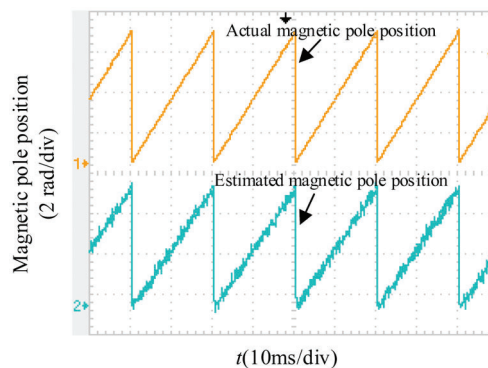 Actual magnetic pole position
1
Estimated magnetic pole position
2
Magnetic pole position
(2 rad/div)
t(10ms/div)